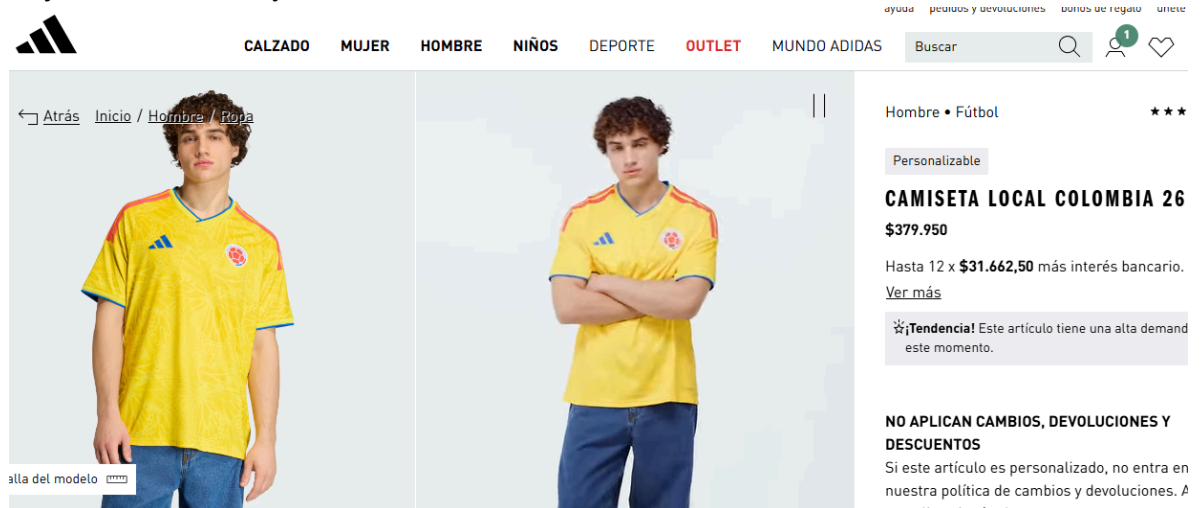 ayuda pedidos y devoluciones bonos de regalo únete
CALZADO MUJER HOMBRE NIÑOS DEPORTE OUTLET MUNDO ADIDAS Buscar 1
Atrás Inicio / Hombre / Ropa
Hombre • Fútbol ★★★
Personalizable
CAMISETA LOCAL COLOMBIA 26
$379.950
Hasta 12 x $31.662,50 más interés bancario.
Ver más
¡Tendencia! Este artículo tiene una alta demand
este momento.
NO APLICAN CAMBIOS, DEVOLUCIONES Y
DESCUENTOS
Si este artículo es personalizado, no entra en
alla del modelo
nuestra política de cambios y devoluciones. A